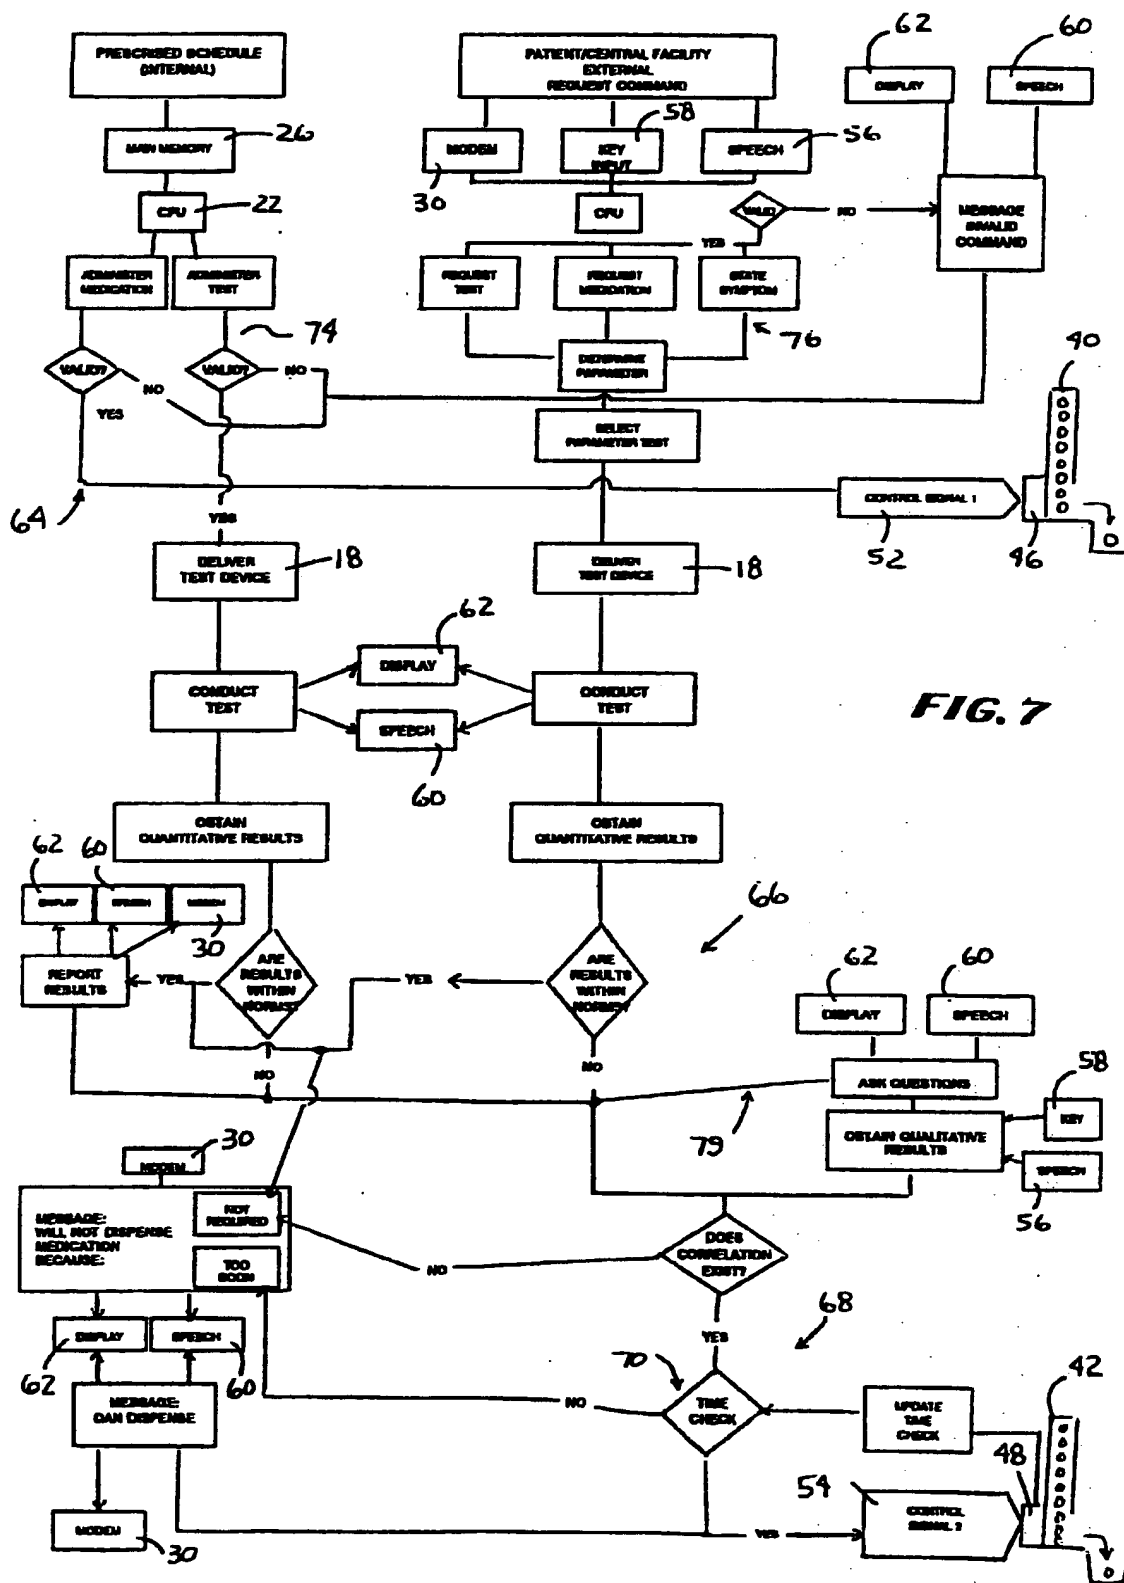 62
60
PRESCRIBED SCHEDULE
(INTERNAL)
PATIENT/CENTRAL FACILITY
EXTERNAL
REQUEST COMMAND
DISPLAY
SPEECH
MAIN MEMORY
26
MODEM
30
KEY
INPUT
58
SPEECH
56
CPU
22
CPU
VALID
NO
YES
MESSAGE
INVALID
COMMAND
ADMINISTER
MEDICATION
ADMINISTER
TEST
REQUEST
TEST
REQUEST
MEDICATION
STATE
SYMPTOM
74
76
VALID?
NO
YES
VALID?
NO
DETERMINE
PARAMETER
40
SELECT
PARAMETER TEST
64
YES
CONTROL SIGNAL 1
52
46
DELIVER
TEST DEVICE
18
DELIVER
TEST DEVICE
18
62
DISPLAY
CONDUCT
TEST
CONDUCT
TEST
SPEECH
60
FIG. 7
OBTAIN
QUANTITATIVE RESULTS
OBTAIN
QUANTITATIVE RESULTS
62
60
DISPLAY
SPEECH
MODEM
30
66
REPORT
RESULTS
YES
ARE
RESULTS
WITHIN
NORMS?
YES
ARE
RESULTS
WITHIN
NORMS?
62
60
DISPLAY
SPEECH
NO
NO
ASK QUESTIONS
58
KEY
79
OBTAIN QUALITATIVE
RESULTS
SPEECH
56
30
MODEM
MESSAGE:
WILL NOT DISPENSE
MEDICATION
BECAUSE:
NOT
REQUIRED
TOO
SOON
NO
DOES
CORRELATION
EXIST?
YES
68
DISPLAY
SPEECH
62
60
70
MESSAGE:
CAN DISPENSE
NO
TIME
CHECK
UPDATE
TIME
CHECK
42
48
54
CONTROL
SIGNAL 2
YES
MODEM
30